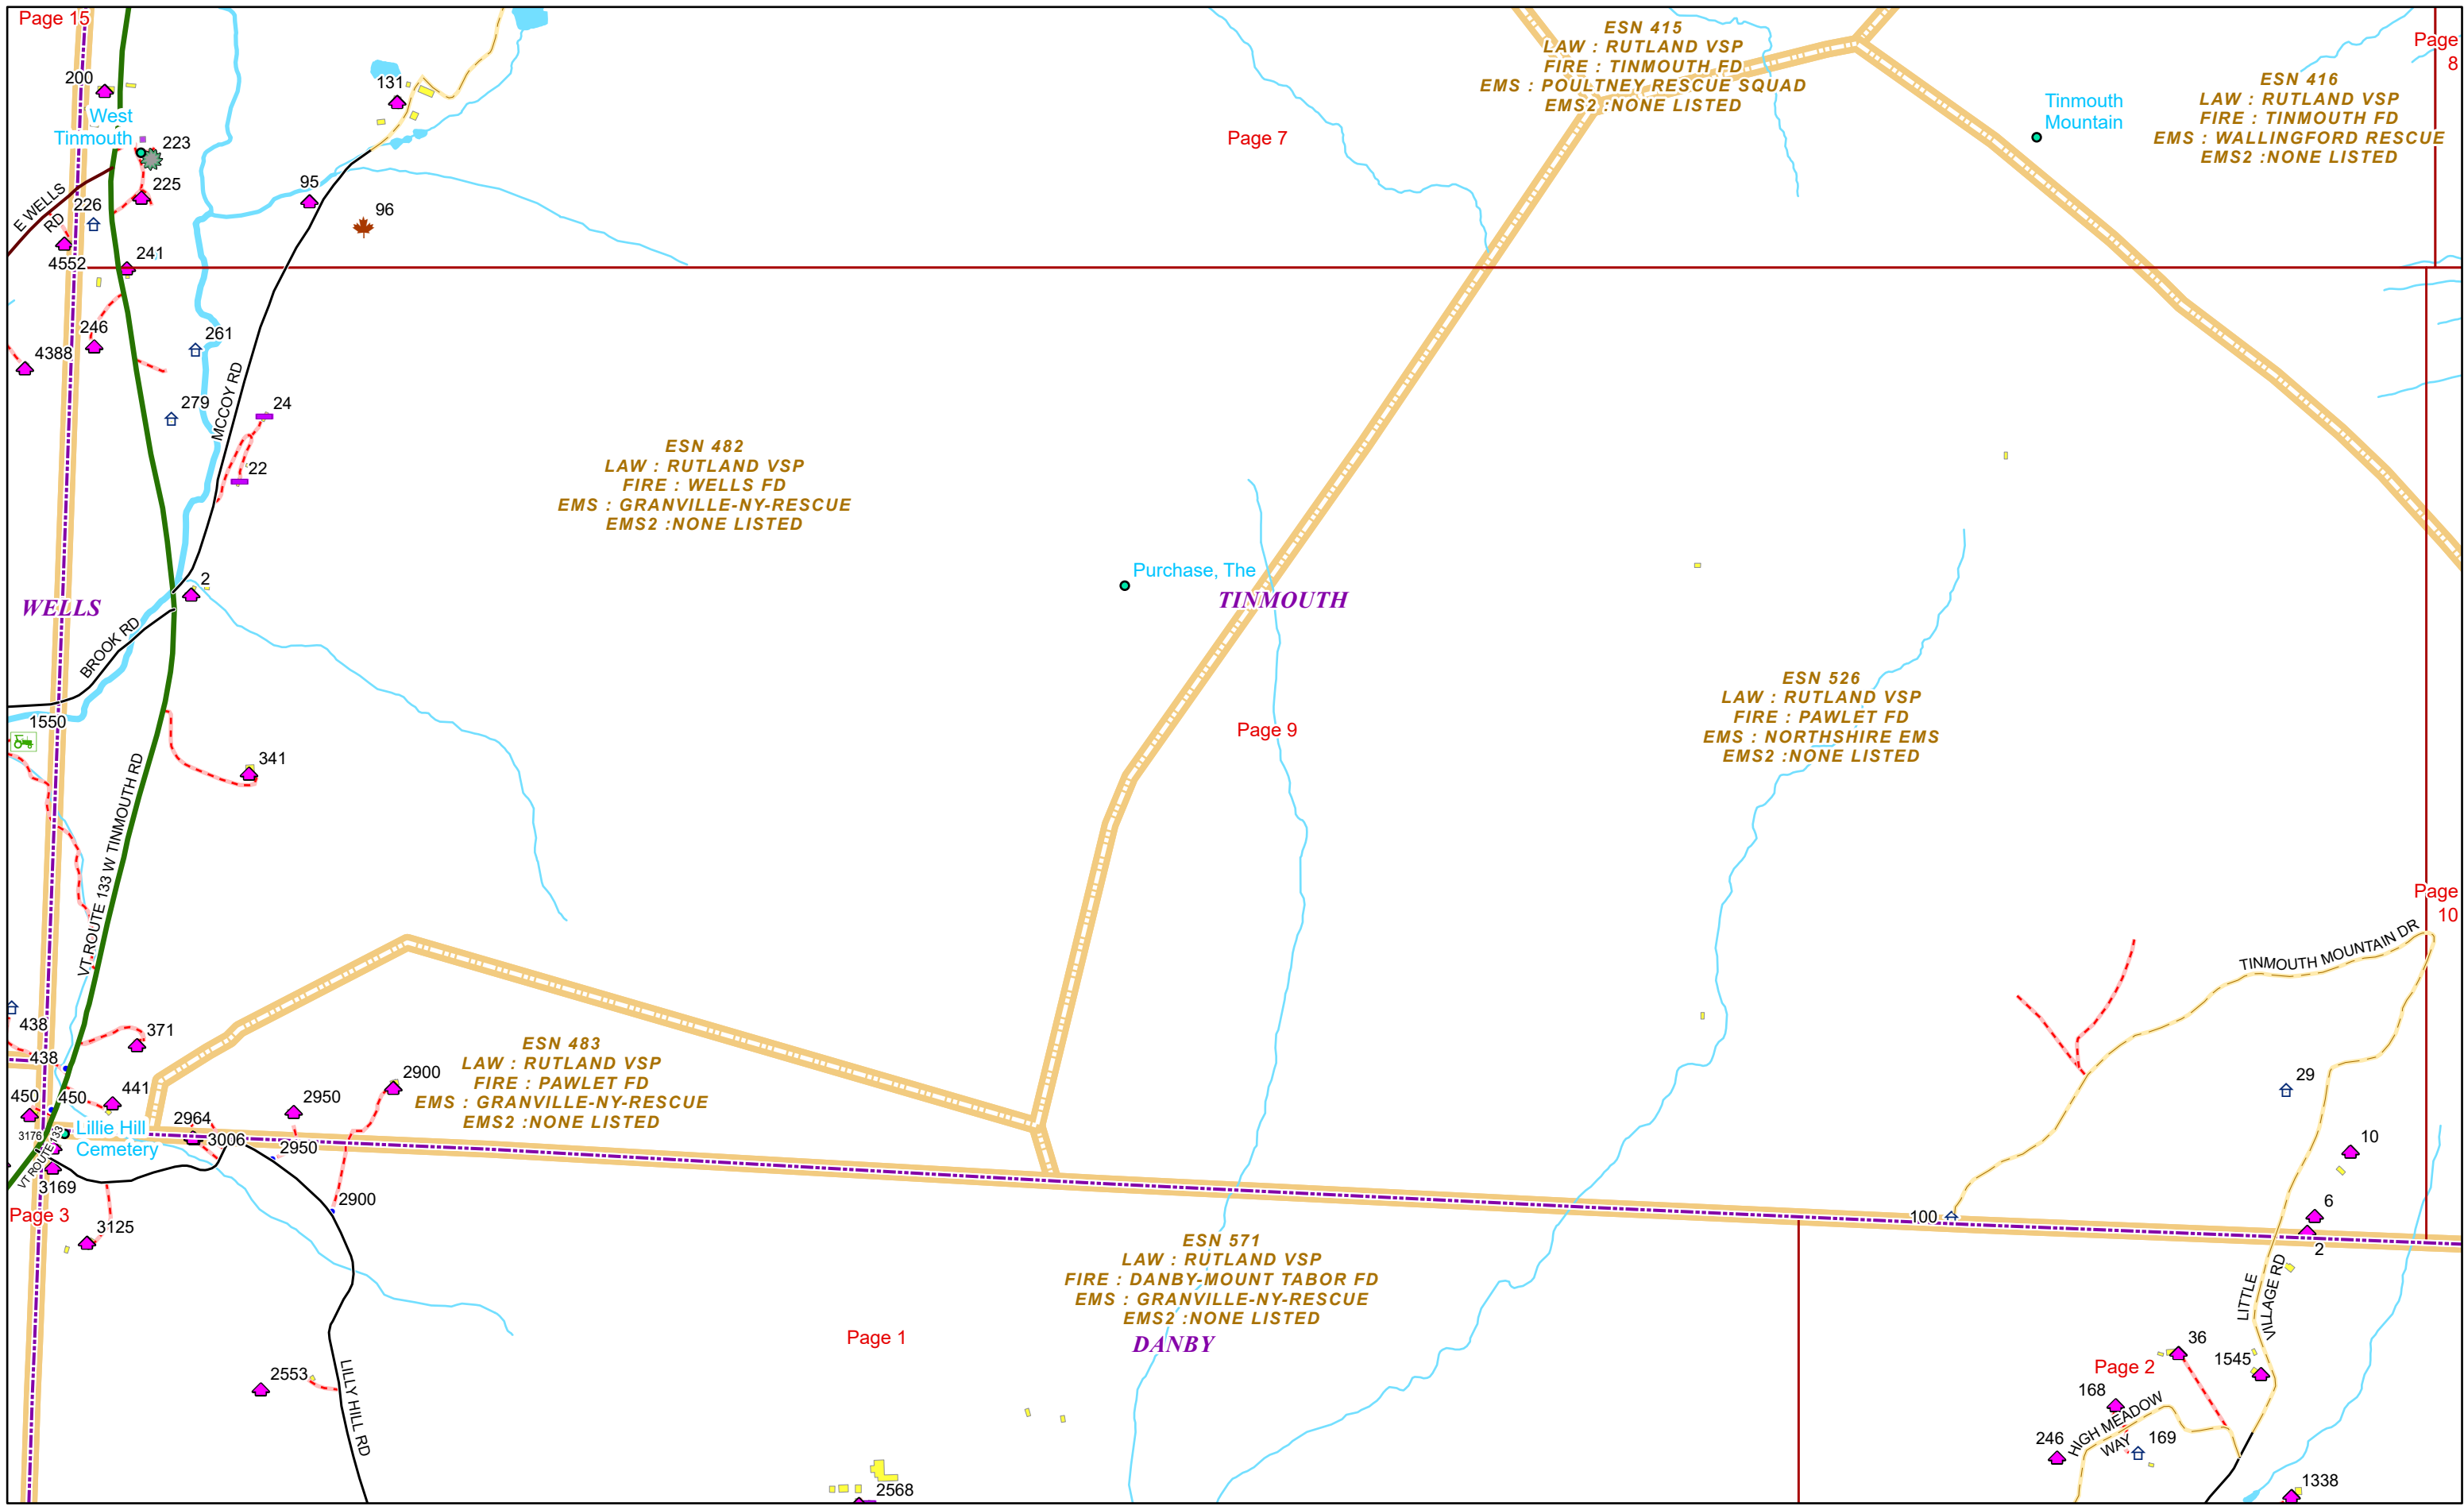 Page 15
200
West
Tinmouth
223
225
E WELLS
RD
226
4552
241
131
95
96
Page 7
ESN 415
LAW : RUTLAND VSP
FIRE : TINMOUTH FD
EMS : POULTNEY RESCUE SQUAD
EMS2 :NONE LISTED
Tinmouth
Mountain
ESN 416
LAW : RUTLAND VSP
FIRE : TINMOUTH FD
EMS : WALLINGFORD RESCUE
EMS2 :NONE LISTED
Page
8
246
4388
261
279
MCCOY RD
24
22
ESN 482
LAW : RUTLAND VSP
FIRE : WELLS FD
EMS : GRANVILLE-NY-RESCUE
EMS2 :NONE LISTED
2
WELLS
BROOK RD
Purchase, The
TINMOUTH
1550
341
VT ROUTE 133 W TINMOUTH RD
Page 9
ESN 526
LAW : RUTLAND VSP
FIRE : PAWLET FD
EMS : NORTHSHIRE EMS
EMS2 :NONE LISTED
Page
10
TINMOUTH MOUNTAIN DR
438
371
438
450
450
441
3176
VT ROUTE 133
Lillie Hill
Cemetery
2964
3006
2950
2950
2900
2900
ESN 483
LAW : RUTLAND VSP
FIRE : PAWLET FD
EMS : GRANVILLE-NY-RESCUE
EMS2 :NONE LISTED
29
10
6
2
100
3169
Page 3
3125
ESN 571
LAW : RUTLAND VSP
FIRE : DANBY-MOUNT TABOR FD
EMS : GRANVILLE-NY-RESCUE
EMS2 :NONE LISTED
Page 1
DANBY
LITTLE
VILLAGE RD
2553
LILLY HILL RD
36
Page 2
1545
168
HIGH MEADOW
WAY
246
169
2568
1338